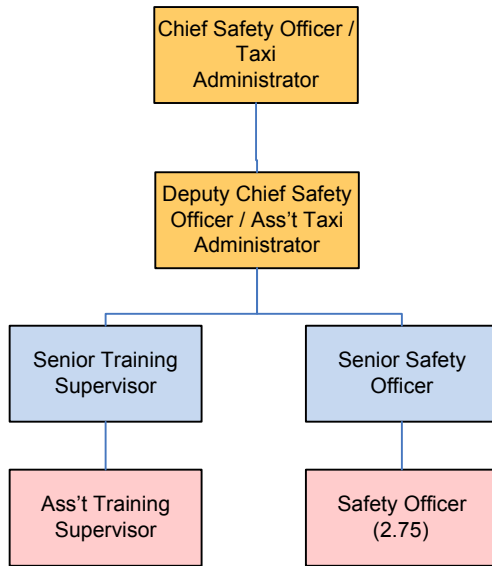 Chief Safety Officer /
Taxi
Administrator
Deputy Chief Safety
Officer / Ass’t Taxi
Administrator
Senior Training
Supervisor
Senior Safety
Officer
Ass’t Training
Supervisor
Safety Officer
(2.75)